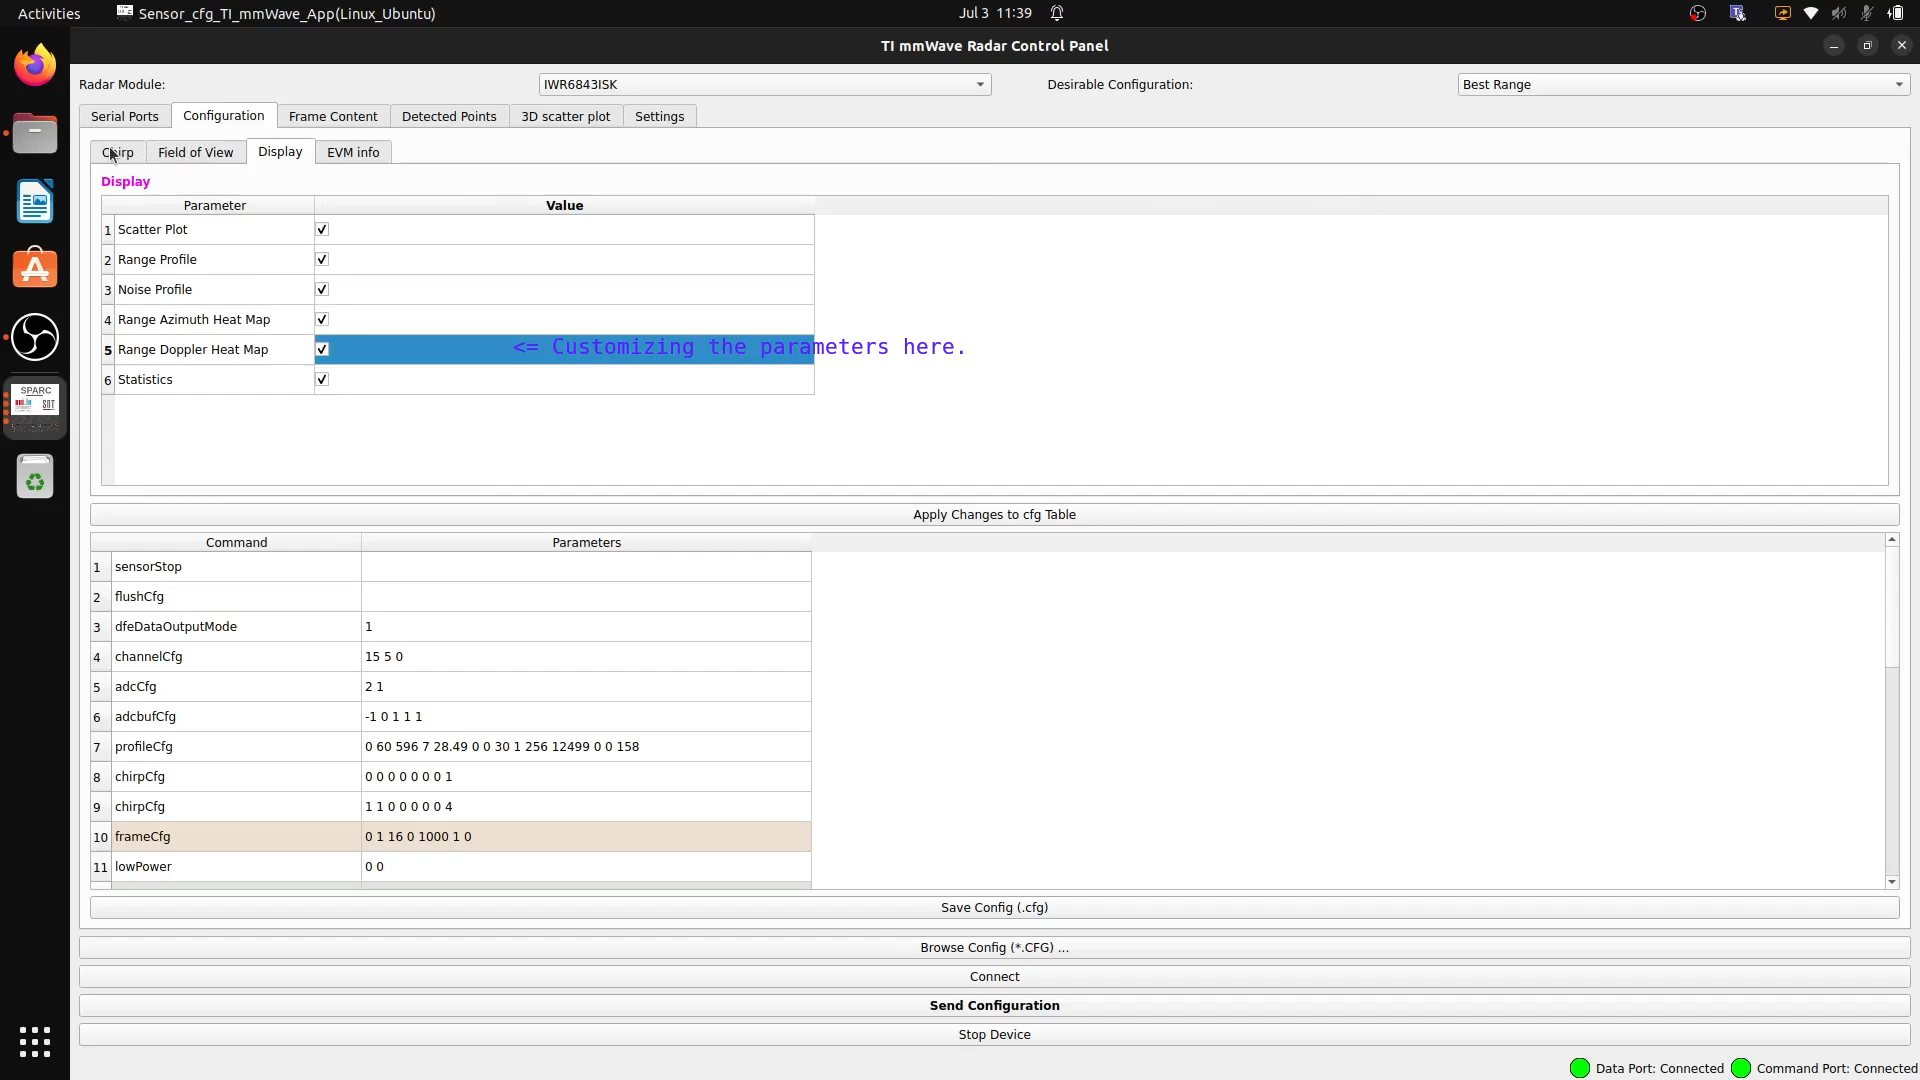 Activities Sensor_cfg_TI_mmWave_App(Linux_Ubuntu) Jul 3 11:39
TI mmWave Radar Control Panel
Radar Module: IWR6843ISK Desirable Configuration: Best Range
Serial Ports Configuration Frame Content Detected Points 3D scatter plot Settings
Chirp Field of View Display EVM info
Display
Parameter Value
1 Scatter Plot
2 Range Profile
3 Noise Profile
4 Range Azimuth Heat Map
5 Range Doppler Heat Map <= Customizing the parameters here.
6 Statistics
SPARC
SNT
Apply Changes to cfg Table
Command Parameters
1 sensorStop
2 flushCfg
3 dfeDataOutputMode 1
4 channelCfg 15 5 0
5 adcCfg 2 1
6 adcbufCfg -1 0 1 1 1
7 profileCfg 0 60 596 7 28.49 0 0 30 1 256 12499 0 0 158
8 chirpCfg 0 0 0 0 0 0 0 1
9 chirpCfg 1 1 0 0 0 0 0 4
10 frameCfg 0 1 16 0 1000 1 0
11 lowPower 0 0
Save Config (.cfg)
Browse Config (*.CFG) ...
Connect
Send Configuration
Stop Device
Data Port: Connected Command Port: Connected